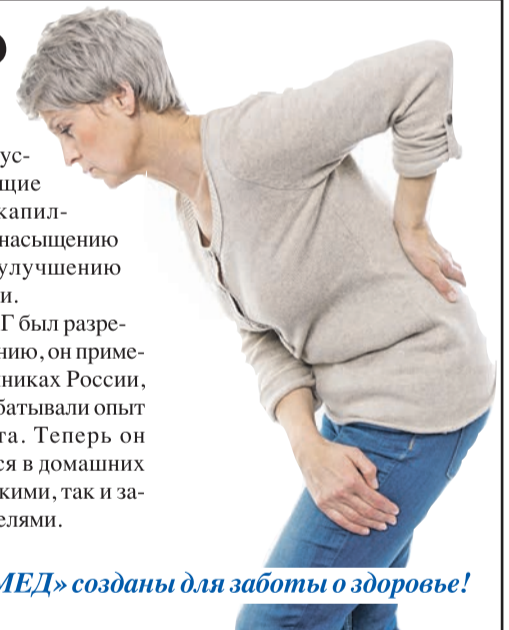 ус-
щие
капил-
насыщению
улучшению
и.
Г был разре-
нию, он приме-
никах России,
батывали опыт
та. Теперь он
ся в домашних
кими, так и за-
елями.
МЕД» созданы для заботы о здоровье!